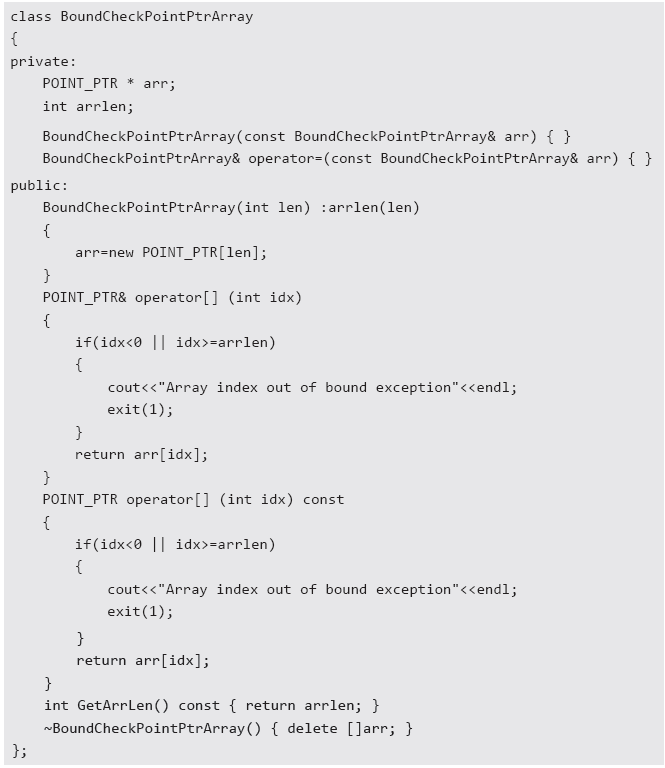 class BoundCheckPointPtrArray
{
private:
    POINT_PTR * arr;
    int arrlen;
    BoundCheckPointPtrArray(const BoundCheckPointPtrArray& arr) { }
    BoundCheckPointPtrArray& operator=(const BoundCheckPointPtrArray& arr) { }
public:
    BoundCheckPointPtrArray(int len) :arrlen(len)
    {
        arr=new POINT_PTR[len];
    }
    POINT_PTR& operator[] (int idx)
    {
        if(idx<0 || idx>=arrlen)
        {
            cout<<"Array index out of bound exception"<<endl;
            exit(1);
        }
        return arr[idx];
    }
    POINT_PTR operator[] (int idx) const
    {
        if(idx<0 || idx>=arrlen)
        {
            cout<<"Array index out of bound exception"<<endl;
            exit(1);
        }
        return arr[idx];
    }
    int GetArrLen() const { return arrlen; }
    ~BoundCheckPointPtrArray() { delete []arr; }
};